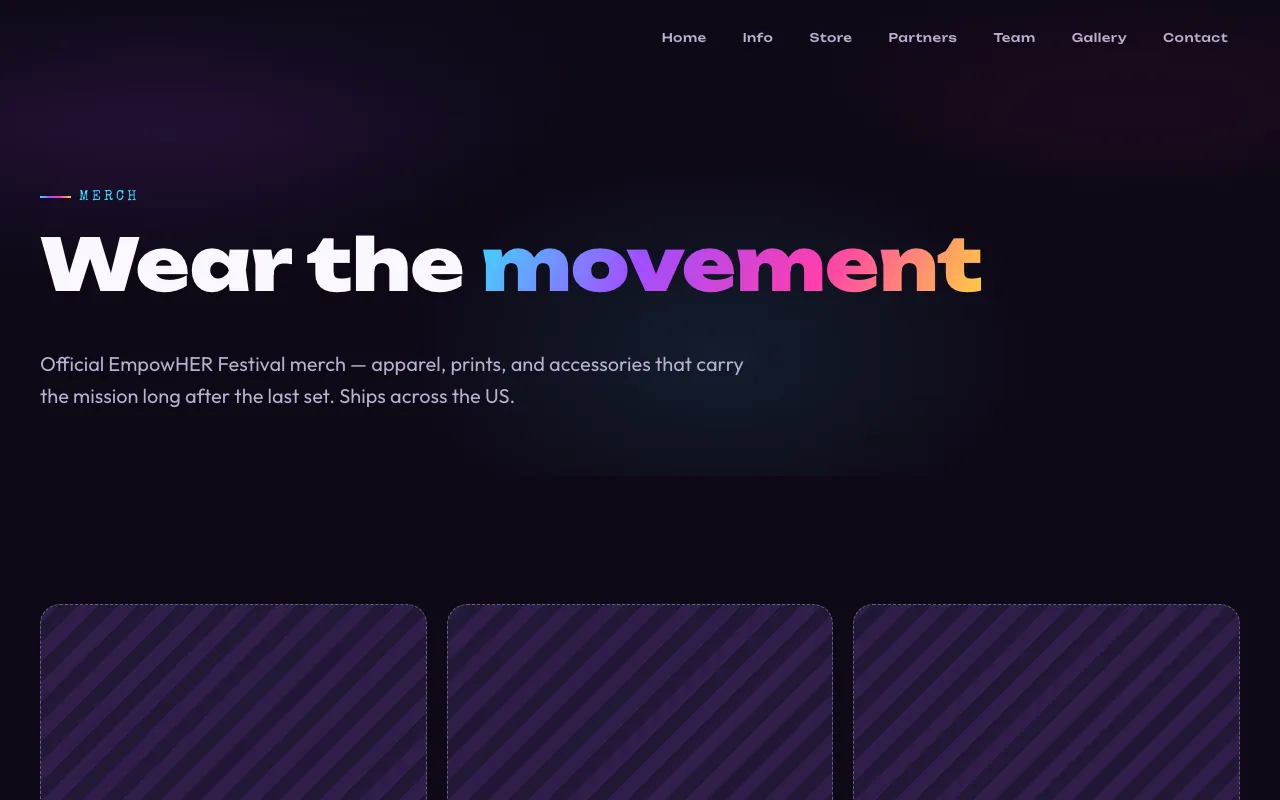 Home Info Store Partners Team Gallery Contact
MERCH
Wear the movement
Official EmpowHER Festival merch — apparel, prints, and accessories that carry
the mission long after the last set. Ships across the US.